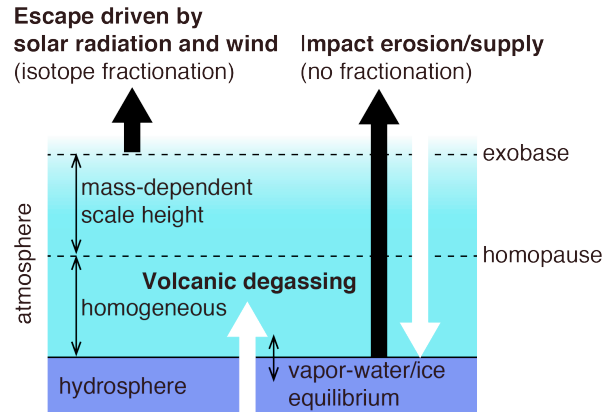 Escape driven by
solar radiation and wind
(isotope fractionation)
Impact erosion/supply
(no fractionation)
exobase
mass-dependent
scale height
atmosphere
homopause
Volcanic degassing
homogeneous
hydrosphere
vapor-water/ice
equilibrium